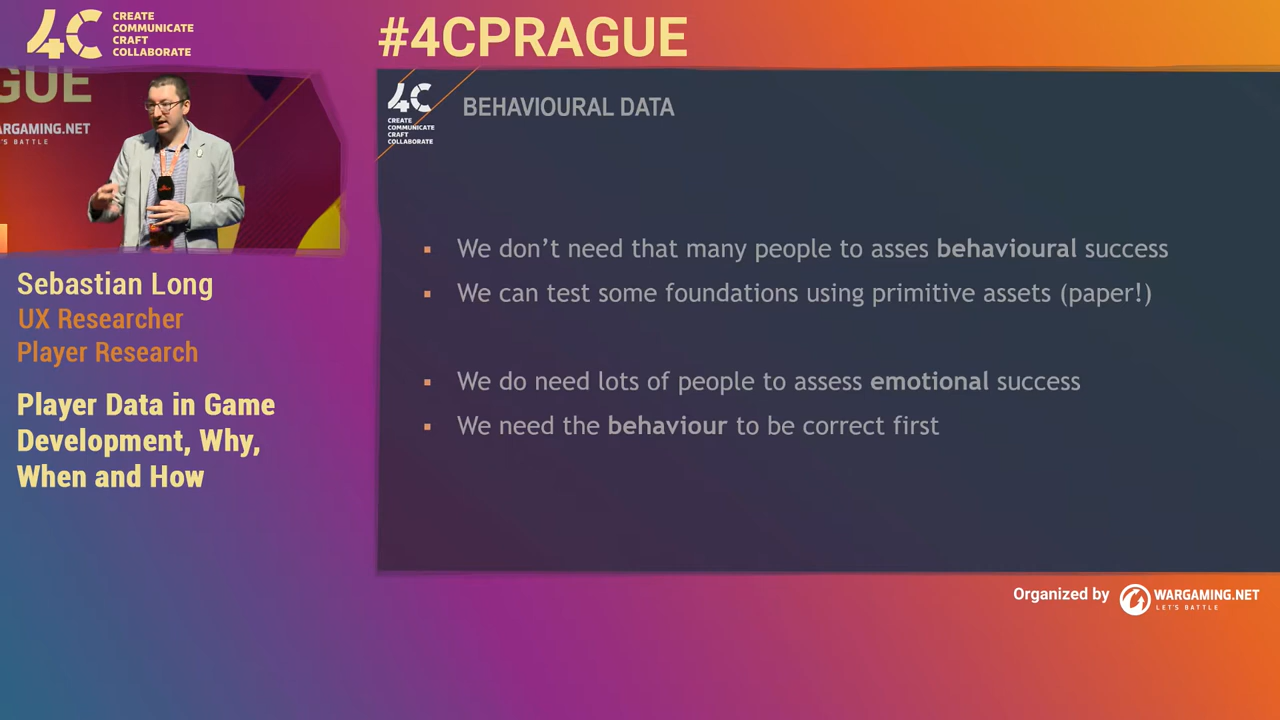 4C CREATE
COMMUNICATE
CRAFT
COLLABORATE
#4CPRAGUE
GUE
ARGAMING.NET
'S BATTLE
Sebastian Long
UX Researcher
Player Research
Player Data in Game
Development, Why,
When and How
4C
CREATE
COMMUNICATE
CRAFT
COLLABORATE
BEHAVIOURAL DATA
▪ We don’t need that many people to asses behavioural success
▪ We can test some foundations using primitive assets (paper!)
▪ We do need lots of people to assess emotional success
▪ We need the behaviour to be correct first
Organized by WARGAMING.NET
LET'S BATTLE